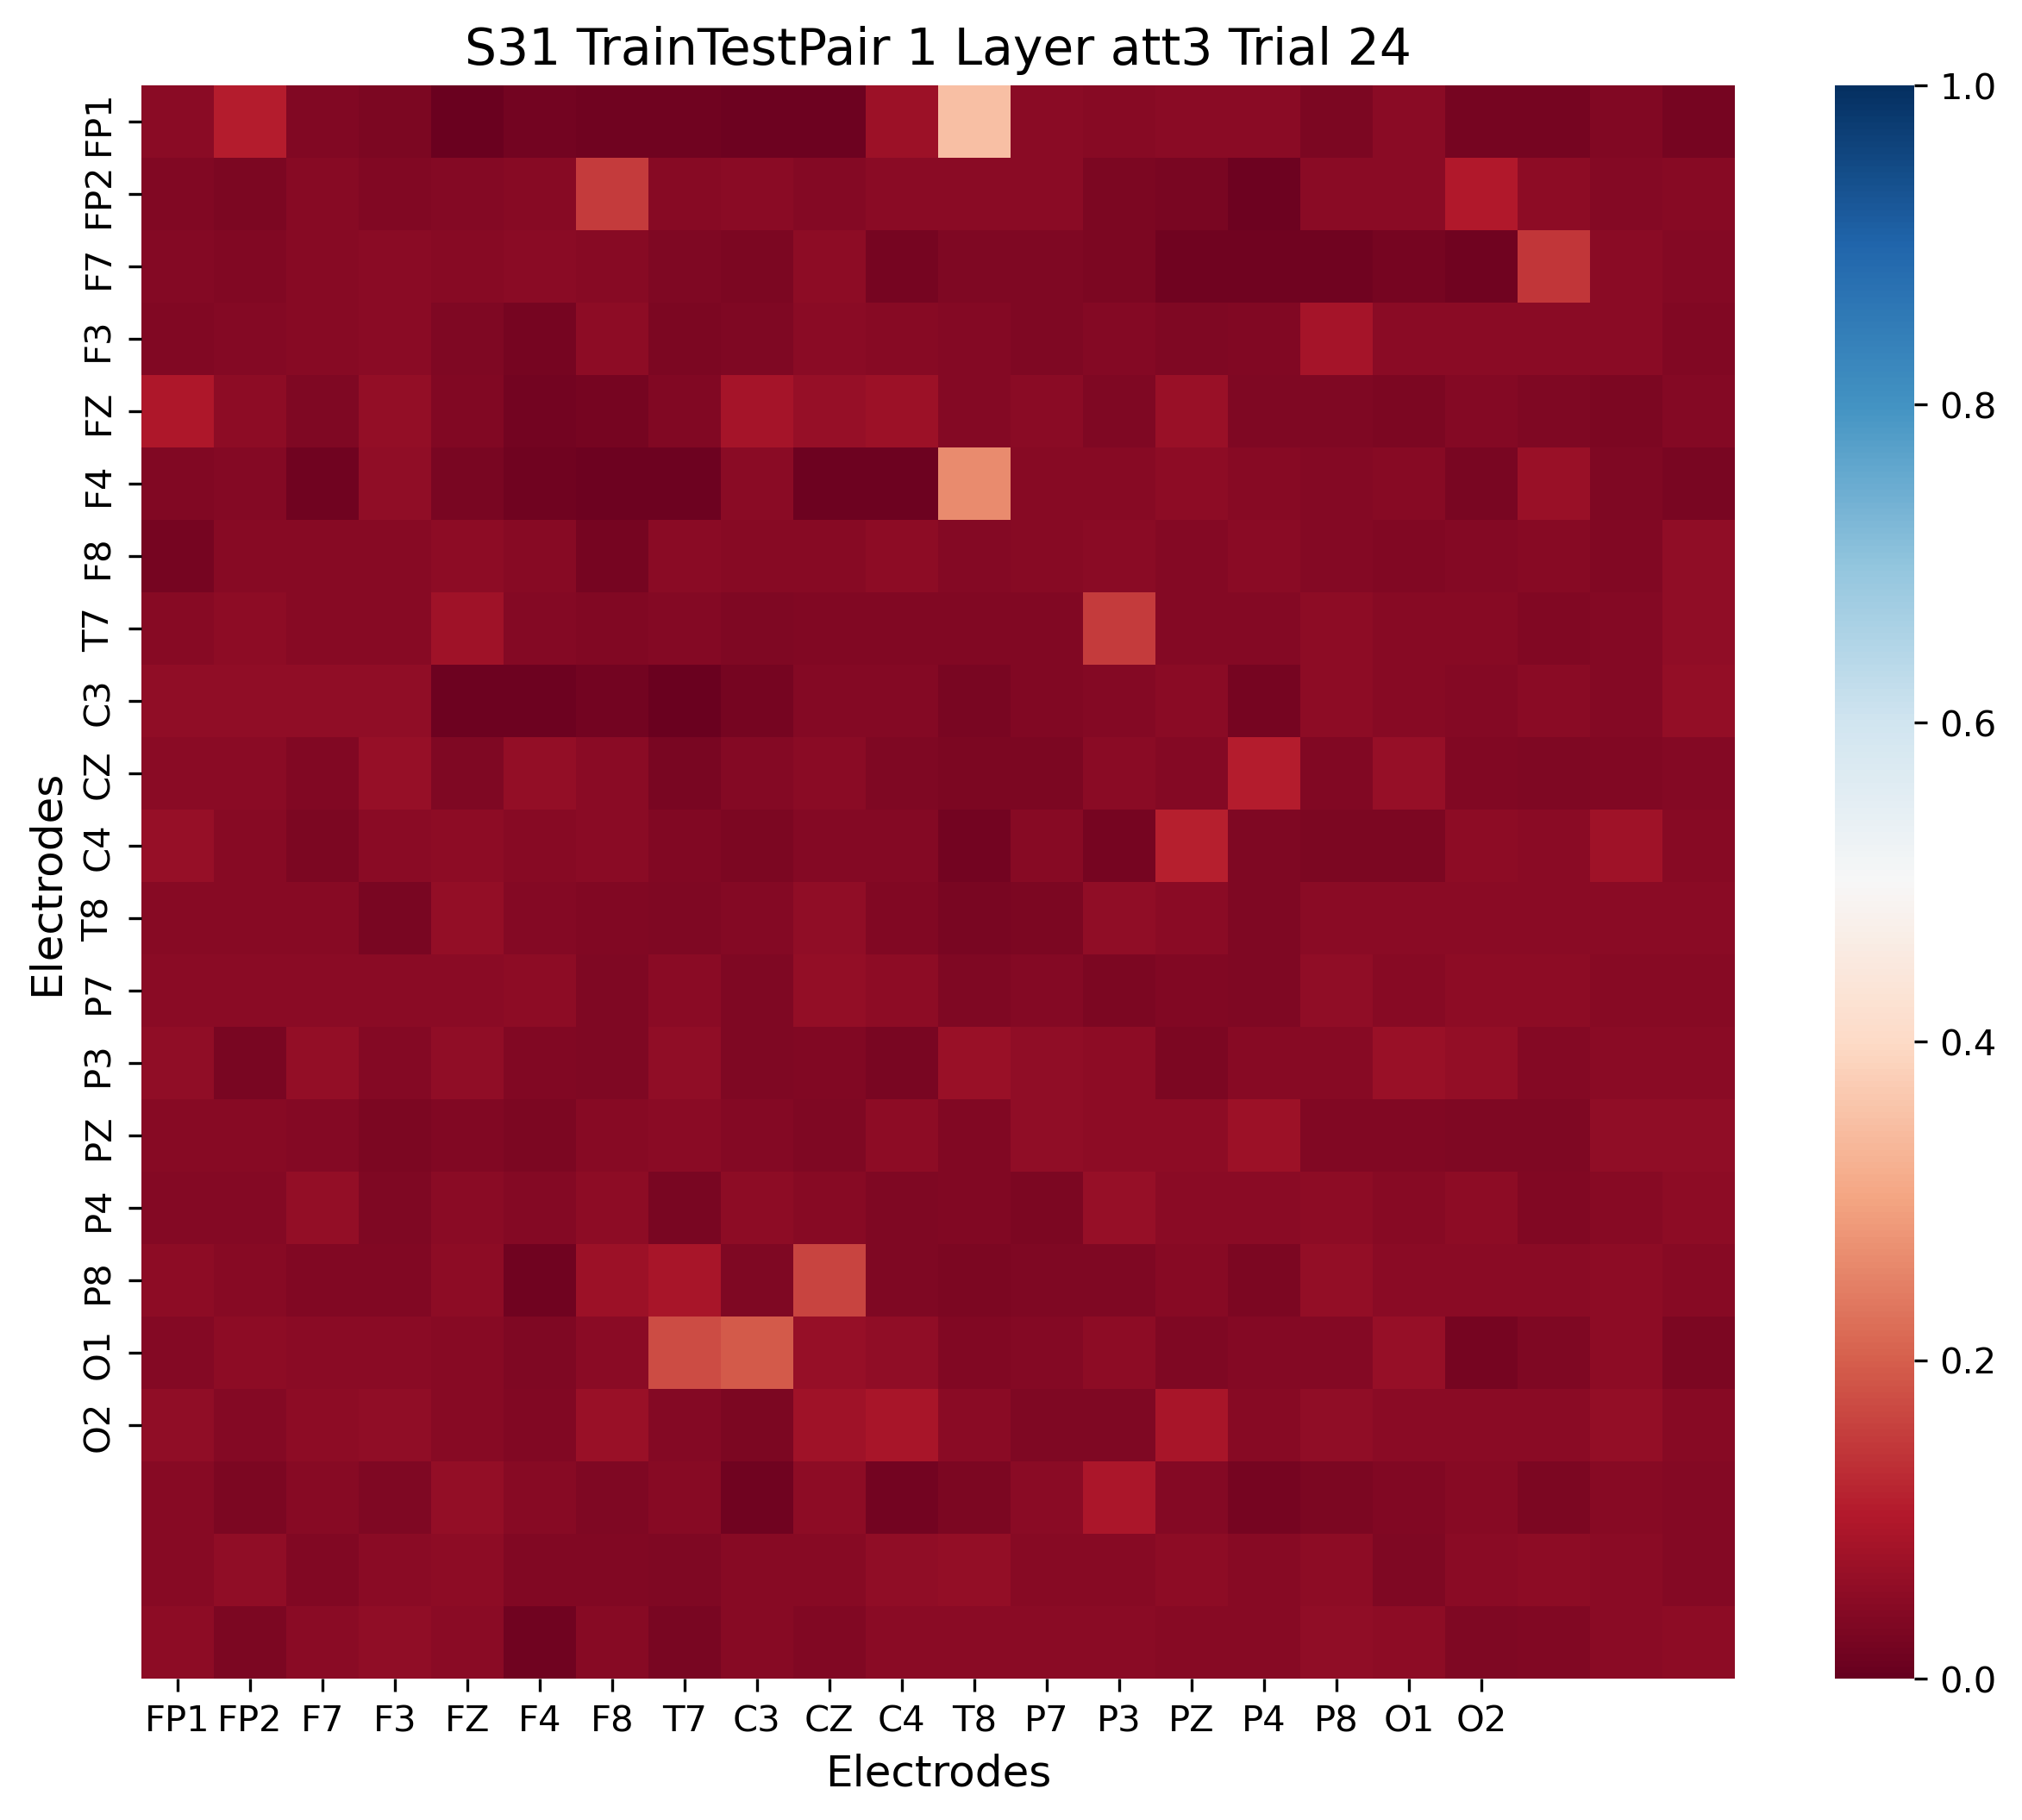 S31 TrainTestPair 1 Layer att3 Trial 24
Electrodes
FP1
FP2
F7
F3
FZ
F4
F8
T7
C3
CZ
C4
T8
P7
P3
PZ
P4
P8
O1
O2
FP1 FP2 F7 F3 FZ F4 F8 T7 C3 CZ C4 T8 P7 P3 PZ P4 P8 O1 O2
Electrodes
1.0
0.8
0.6
0.4
0.2
0.0